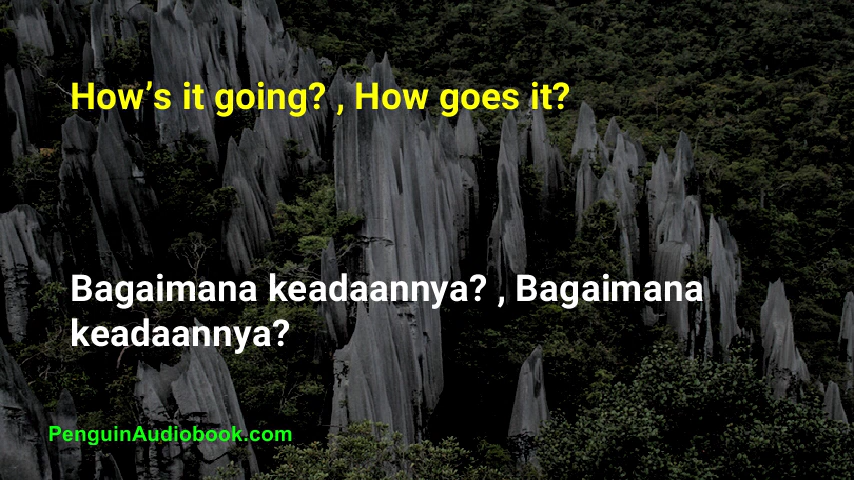 How’s it going? , How goes it?
Bagaimana keadaannya? , Bagaimana
keadaannya?
PenguinAudiobook.com